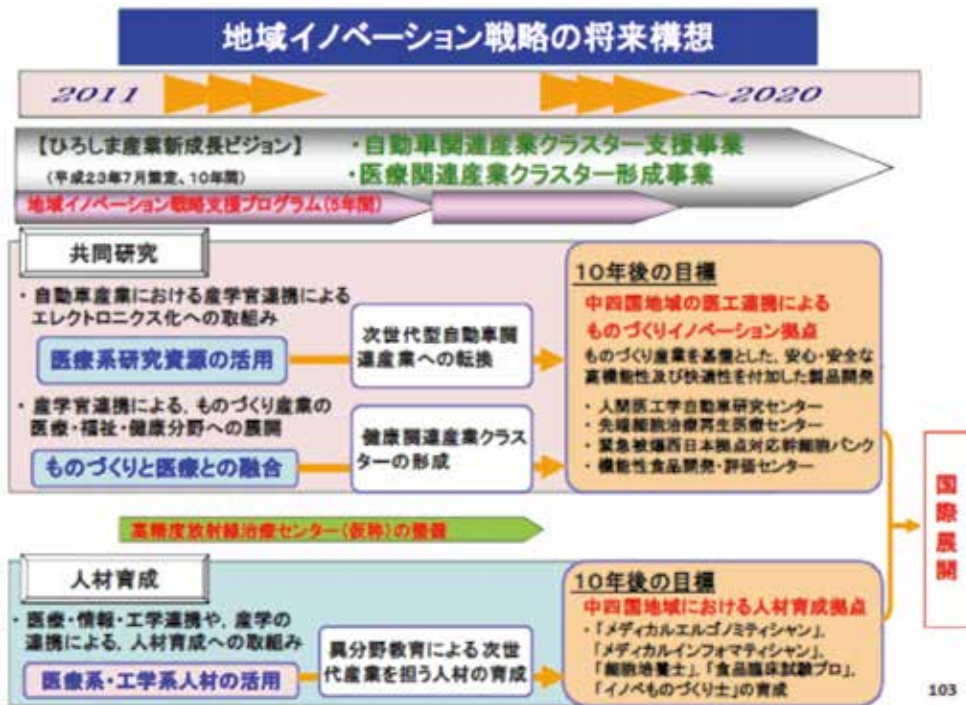 地域イノベーション戦略の将来構想
2011
～2020
【ひろしま産業新成長ビジョン】
(平成23年7月策定、10年間)
・自動車関連産業クラスター支援事業
・医療関連産業クラスター形成事業
地域イノベーション戦略支援プログラム(5年間)
共同研究
・自動車産業における産学官連携による
エレクトロニクス化への取組み
医療系研究資源の活用
次世代型自動車関
連産業への転換
・産学官連携による、ものづくり産業の
医療・福祉・健康分野への展開
ものづくりと医療との融合
健康関連産業クラス
ターの形成
10年後の目標
中四国地域の医工連携による
ものづくりイノベーション拠点
ものづくり産業を基盤とした、安心・安全な
高機能性及び快適性を付加した製品開発
・人間医工学自動車研究センター
・先端細胞治療再生医療センター
・緊急被爆西日本拠点対応幹細胞バンク
・機能性食品開発・評価センター
高精度放射線治療センター(仮称)の整備
国際展開
人材育成
・医療・情報・工学連携や、産学の
連携による、人材育成への取組み
医療系・工学系人材の活用
異分野教育による次世
代産業を担う人材の育成
10年後の目標
中四国地域における人材育成拠点
・「メディカルエルゴノミティシャン」、
「メディカルインフォマティシャン」、
「細胞培養士」、「食品臨床試験プロ」、
「イノベものづくり士」の育成
103